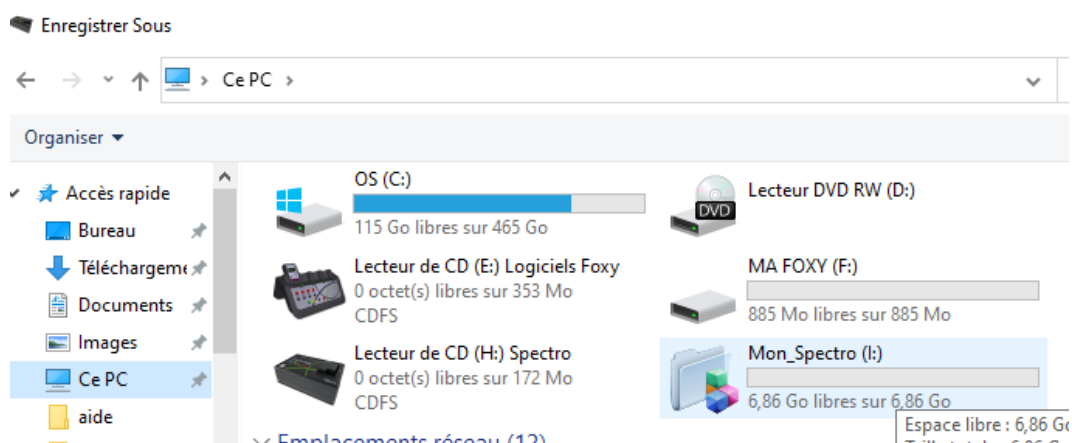 Enregistrer Sous
Ce PC
Organiser
Accès rapide
Bureau
Téléchargeme
Documents
Images
Ce PC
aide
OS (C:)
115 Go libres sur 465 Go
Lecteur DVD RW (D:)
DVD
Lecteur de CD (E:) Logiciels Foxy
0 octet(s) libres sur 353 Mo
CDFS
MA FOXY (F:)
885 Mo libres sur 885 Mo
Lecteur de CD (H:) Spectro
0 octet(s) libres sur 172 Mo
CDFS
Mon_Spectro (I:)
6,86 Go libres sur 6,86 Go
Espace libre : 6,86 Go
Emplacements réseau (12)